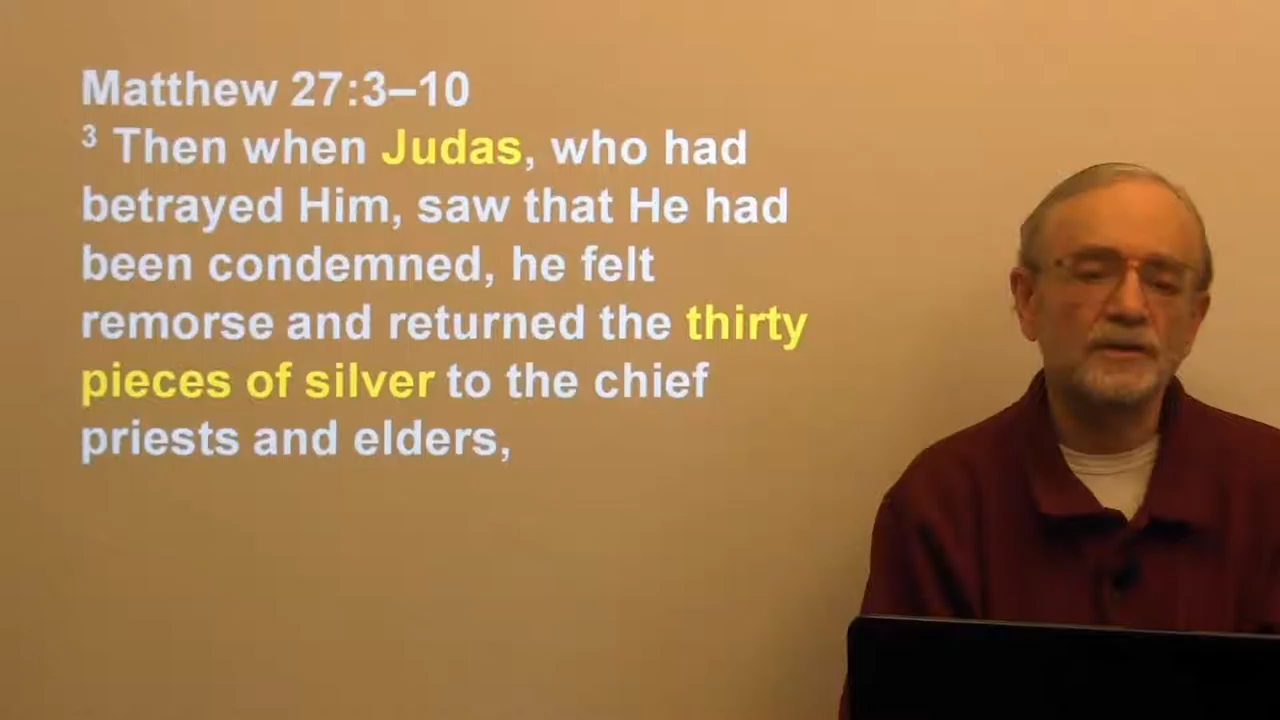 Matthew 27:3–10
3 Then when Judas, who had
betrayed Him, saw that He had
been condemned, he felt
remorse and returned the thirty
pieces of silver to the chief
priests and elders,